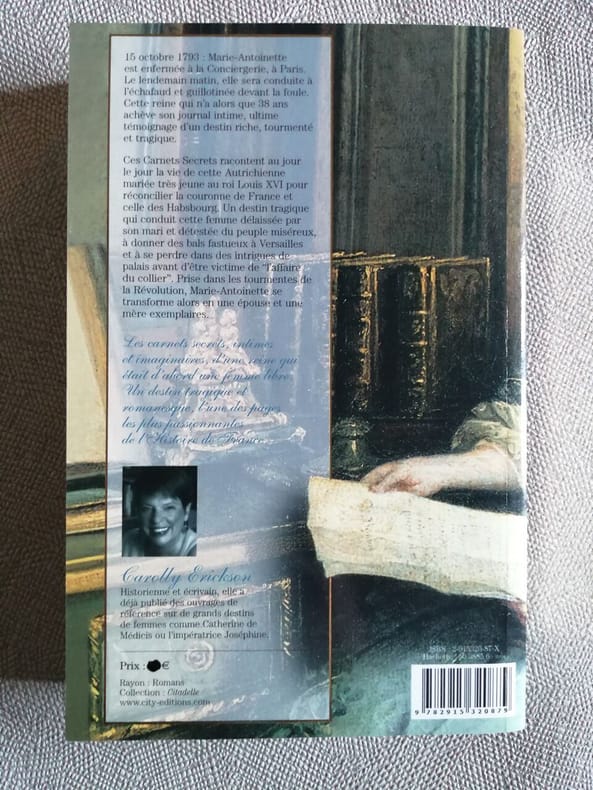 15 octobre 1793 : Marie-Antoinette
est enfermée à la Conciergerie, à Paris.
Le lendemain matin, elle sera conduite à
l'échafaud et guillotinée devant la foule.
Cette reine qui n'a alors que 38 ans
achève son journal intime, ultime
témoignage d'un destin riche, tourmenté
et tragique.
Ces Carnets Secrets racontent au jour
le jour la vie de cette Autrichienne
mariée très jeune au roi Louis XVI pour
réconcilier la couronne de France et
celle des Habsbourg. Un destin tragique
qui conduit cette femme délaissée par
son mari et détestée du peuple miséreux,
à donner des bals fastueux à Versailles
et à se perdre dans des intrigues de
palais avant d'être victime de "l'affaire
du collier". Prise dans les tourmentes de
la Révolution, Marie-Antoinette se
transforme alors en une épouse et une
mère exemplaires.
Les carnets secrets, intimes
et imaginaires, d'une reine qui
était d'abord une femme libre.
Un destin tragique et
romanesque, l'une des pages
les plus passionnantes
de l'Histoire de France.
Carolly Erickson
Historienne et écrivain, elle a
déjà publié des ouvrages de
référence sur de grands destins
de femmes comme Catherine de
Médicis ou l'impératrice Joséphine.
Prix : €
Rayon : Romans
Collection : Citadelle
www.city-editions.com
ISBN : 2-915320-87-X
Hachette
9 782915 320875